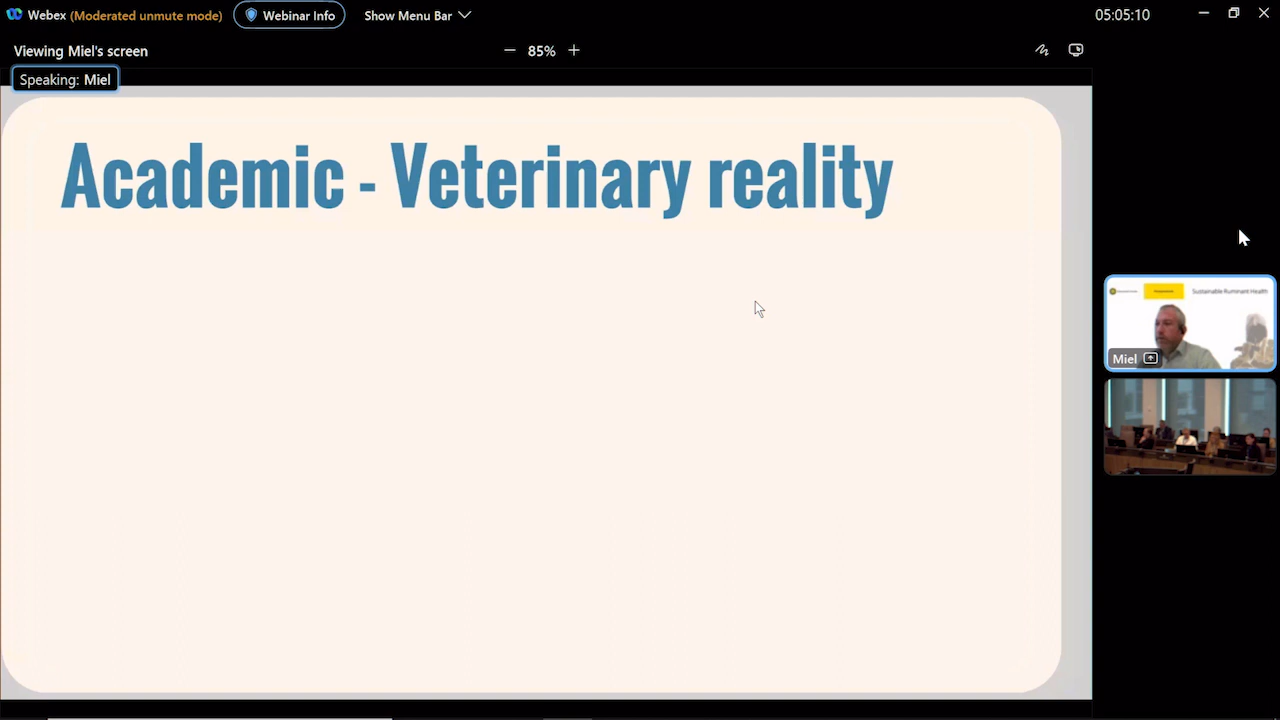 Webex (Moderated unmute mode) Webinar Info Show Menu Bar 05:05:10
Viewing Miel's screen 85%
Speaking: Miel
Academic - Veterinary reality
Sustainable Ruminant Health
Miel